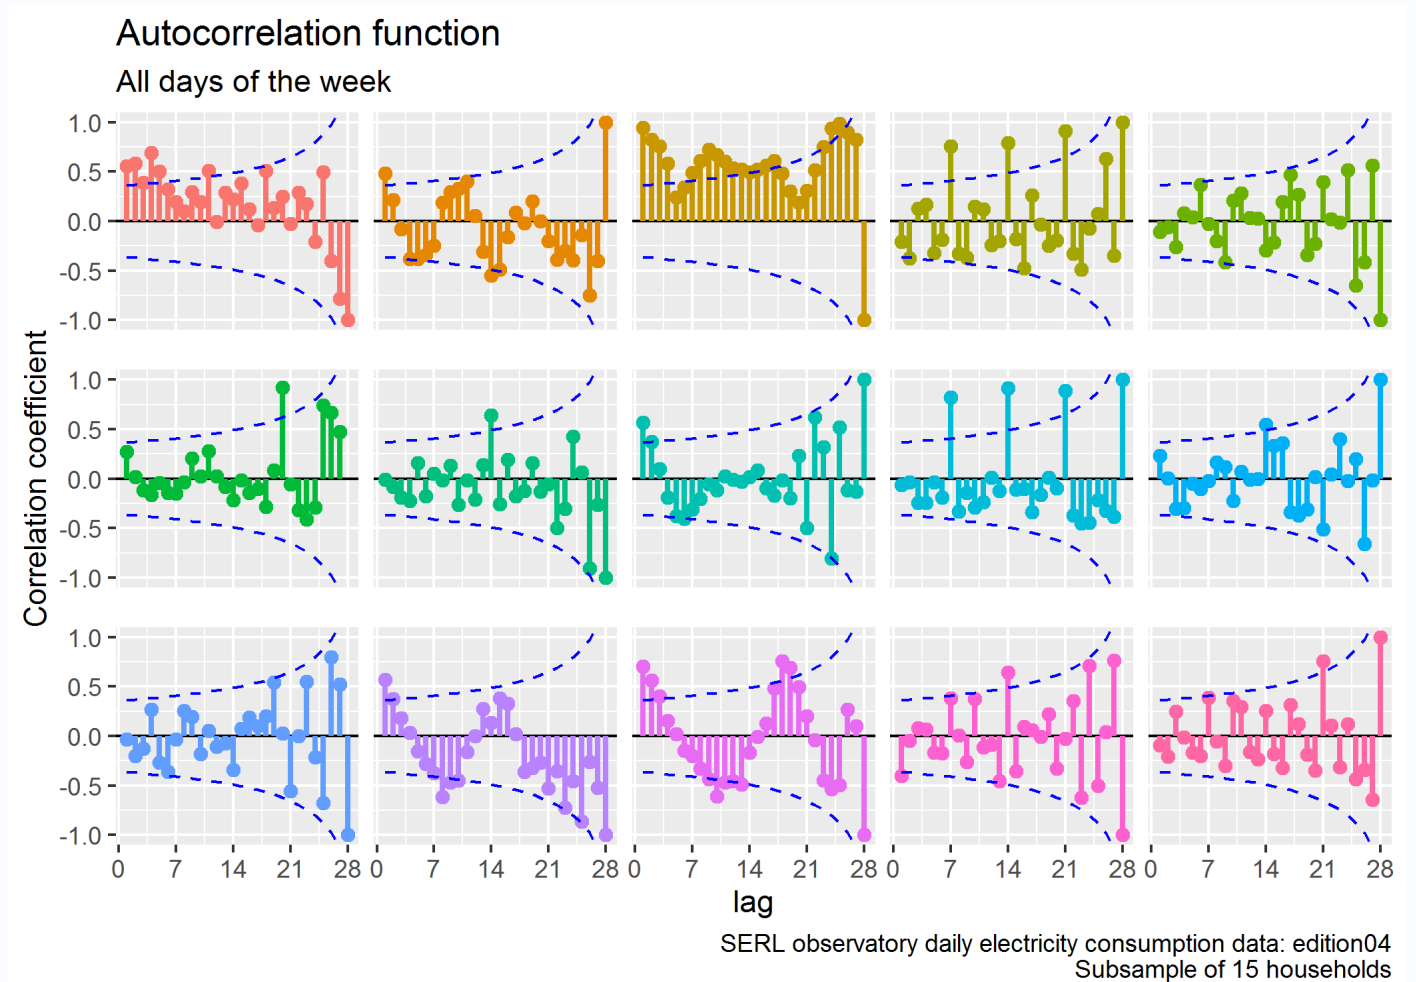 Autocorrelation function
All days of the week
Correlation coefficient
1.0
0.5
0.0
-0.5
-1.0
1.0
0.5
0.0
-0.5
-1.0
1.0
0.5
0.0
-0.5
-1.0
0 7 14 21 28 0 7 14 21 28 0 7 14 21 28 0 7 14 21 28 0 7 14 21 28
lag
SERL observatory daily electricity consumption data: edition04
Subsample of 15 households